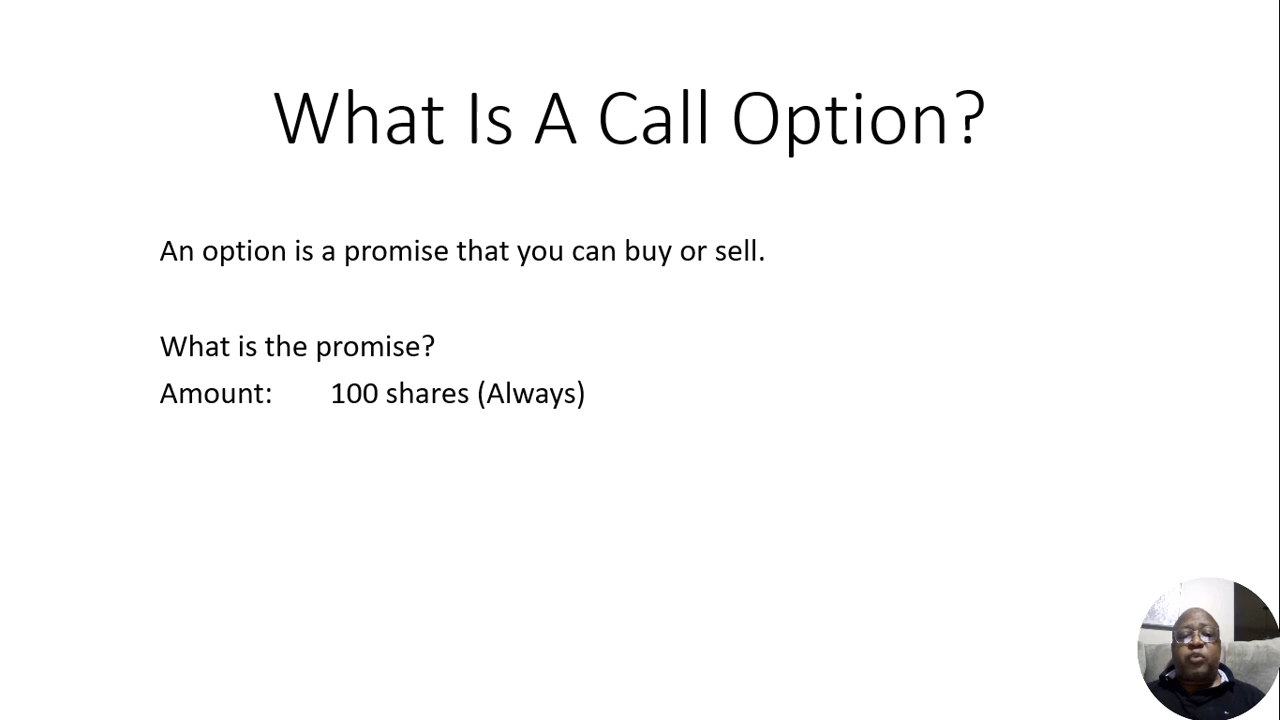 What Is A Call Option?
An option is a promise that you can buy or sell.
What is the promise?
Amount: 100 shares (Always)